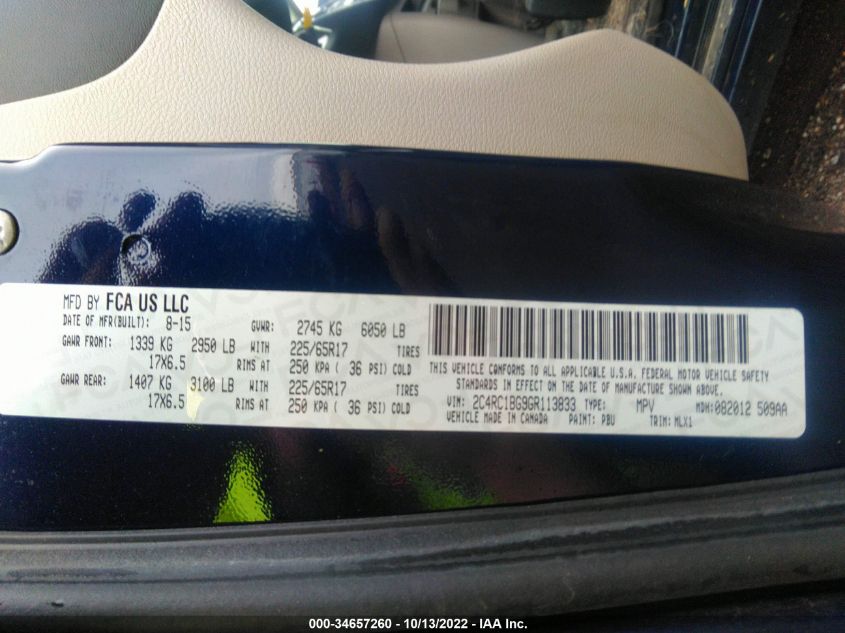 MFD BY FCA US LLC
DATE OF MFR(BUILT): 8-15 GVWR: 2745 KG 6050 LB
GAWR FRONT: 1339 KG 2950 LB WITH 225/65R17 TIRES
17X6.5 RIMS AT 250 KPA ( 36 PSI) COLD
GAWR REAR: 1407 KG 3100 LB WITH 225/65R17 TIRES
17X6.5 RIMS AT 250 KPA ( 36 PSI) COLD
THIS VEHICLE CONFORMS TO ALL APPLICABLE U.S.A. FEDERAL MOTOR VEHICLE SAFETY
STANDARDS IN EFFECT ON THE DATE OF MANUFACTURE SHOWN ABOVE.
VIN: 2C4RC1BG9GR113833 TYPE: MPV MDH: 082012 509AA
VEHICLE MADE IN CANADA PAINT: PBU TRIM: MLX1
000-34657260 - 10/13/2022 - IAA Inc.